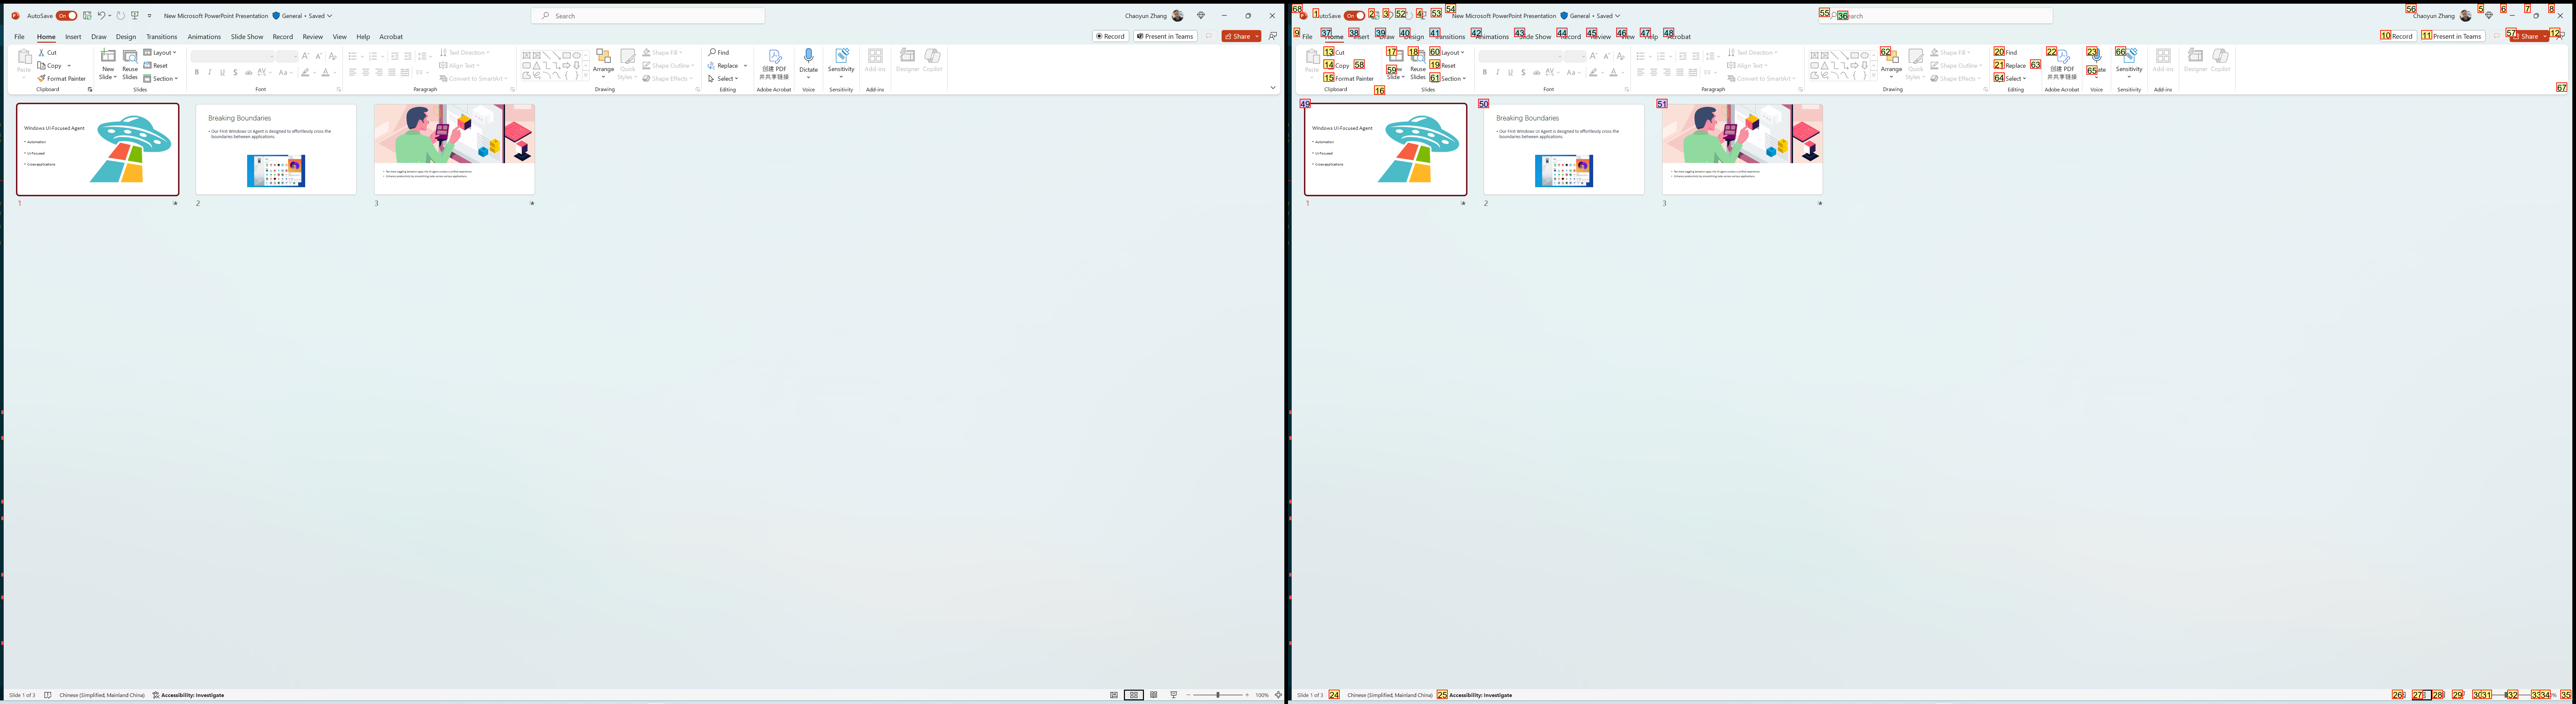 AutoSave On New Microsoft PowerPoint Presentation General • Saved Search Chaoyun Zhang
File Home Insert Draw Design Transitions Animations Slide Show Record Review View Help Acrobat Record Present in Teams Share
Paste Cut Copy Format Painter Clipboard
New Slide Reuse Slides Layout Reset Section Slides
B I U S ab AV Aa A Font
Text Direction Align Text Convert to SmartArt Paragraph
Arrange Quick Styles Shape Fill Shape Outline Shape Effects Drawing
Find Replace Select Editing
创建 PDF 并共享链接 Adobe Acrobat
Dictate Voice
Sensitivity Sensitivity
Add-ins Add-ins
Designer Copilot
Windows UI-Focused Agent
• Automation
• UI-Focused
• Cross-applications
1
Breaking Boundaries
• Our First Windows UI Agent is designed to effortlessly cross the
boundaries between applications.
2
3
Slide 1 of 3 Chinese (Simplified, Mainland China) Accessibility: Investigate 100%
68 1 AutoSave On 2 3 52 4 53 54 New Microsoft PowerPoint Presentation General • Saved 55 36 Search 56 Chaoyun Zhang 5 6 7 8
9 File 37 Home 38 Insert 39 Draw 40 Design 41 Transitions 42 Animations 43 Slide Show 44 Record 45 Review 46 View 47 Help 48 Acrobat 10 Record 11 Present in Teams 57 Share 12
Paste 13 Cut 14 Copy 58 15 Format Painter Clipboard 16
17 59 Slide 18 Reuse Slides 60 Layout 19 Reset 61 Section Slides
B I U S ab AV Aa A Font
Text Direction Align Text Convert to SmartArt Paragraph
62 Arrange Quick Styles Shape Fill Shape Outline Shape Effects Drawing
20 Find 21 Replace 63 64 Select Editing
22 创建 PDF 并共享链接 Adobe Acrobat
23 65 Voice
66 Sensitivity Sensitivity
Add-ins Add-ins
Designer Copilot 67
49 50 51
Windows UI-Focused Agent
• Automation
• UI-Focused
• Cross-applications
1
Breaking Boundaries
• Our First Windows UI Agent is designed to effortlessly cross the
boundaries between applications.
2
3
Slide 1 of 3 24 Chinese (Simplified, Mainland China) 25 Accessibility: Investigate 26 27 28 29 30 31 32 33 34 35